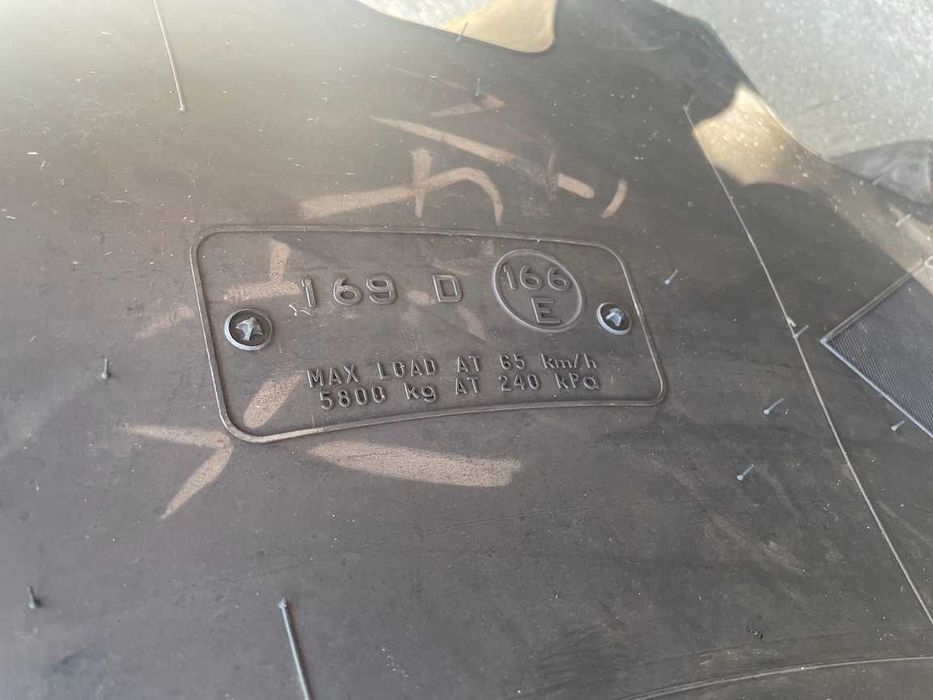 169 D 166 E
MAX LOAD AT 65 km/h
5800 kg AT 240 kPa